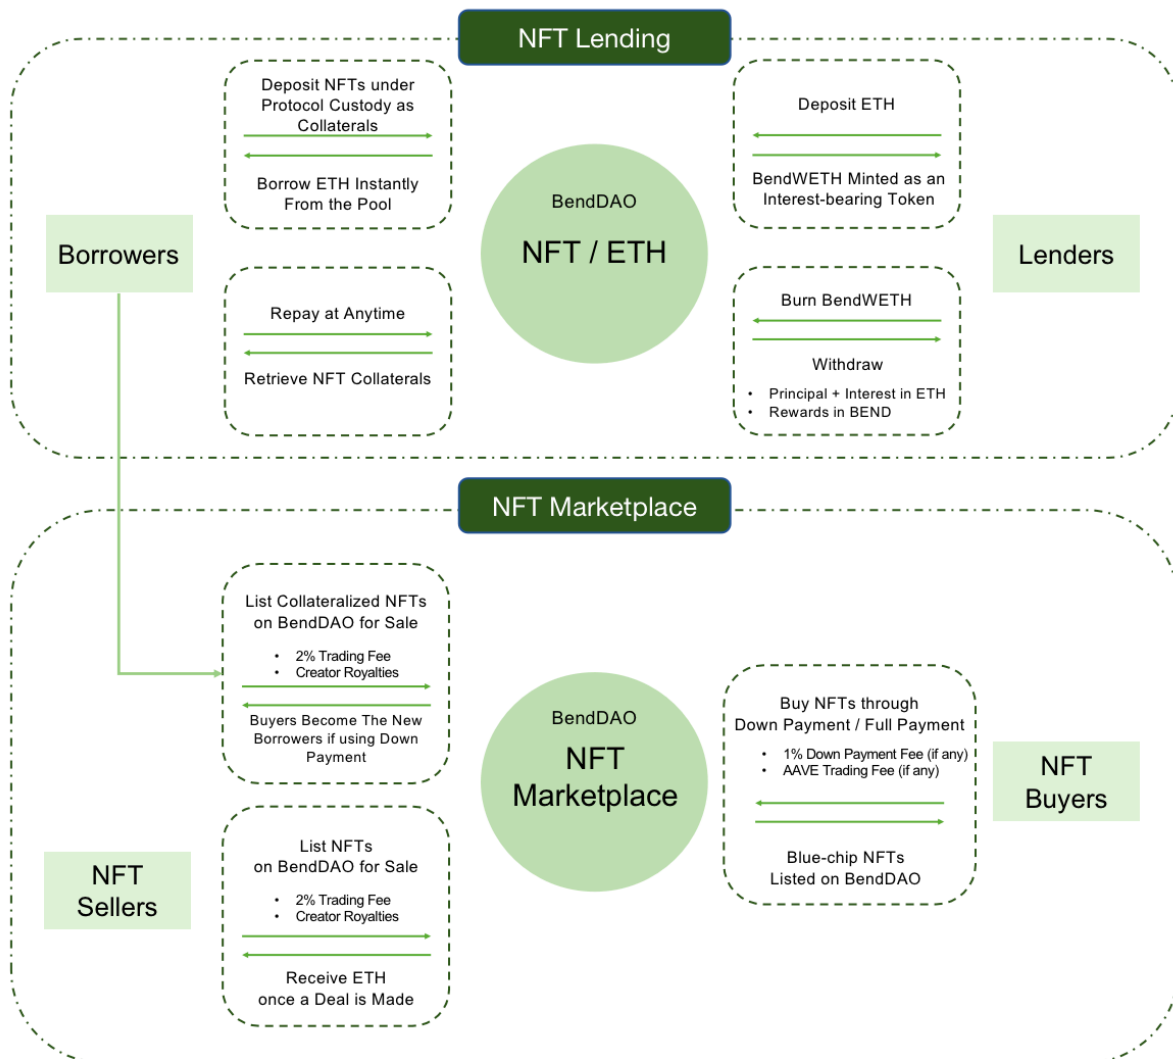 NFT Lending
Deposit NFTs under
Protocol Custody as
Collaterals
Borrow ETH Instantly
From the Pool
Borrowers
Repay at Anytime
Retrieve NFT Collaterals
BendDAO
NFT / ETH
Deposit ETH
BendWETH Minted as an
Interest-bearing Token
Lenders
Burn BendWETH
Withdraw
• Principal + Interest in ETH
• Rewards in BEND
NFT Marketplace
List Collateralized NFTs
on BendDAO for Sale
• 2% Trading Fee
• Creator Royalties
Buyers Become The New
Borrowers if using Down
Payment
NFT
Sellers
List NFTs
on BendDAO for Sale
• 2% Trading Fee
• Creator Royalties
Receive ETH
once a Deal is Made
BendDAO
NFT
Marketplace
Buy NFTs through
Down Payment / Full Payment
• 1% Down Payment Fee (if any)
• AAVE Trading Fee (if any)
Blue-chip NFTs
Listed on BendDAO
NFT
Buyers